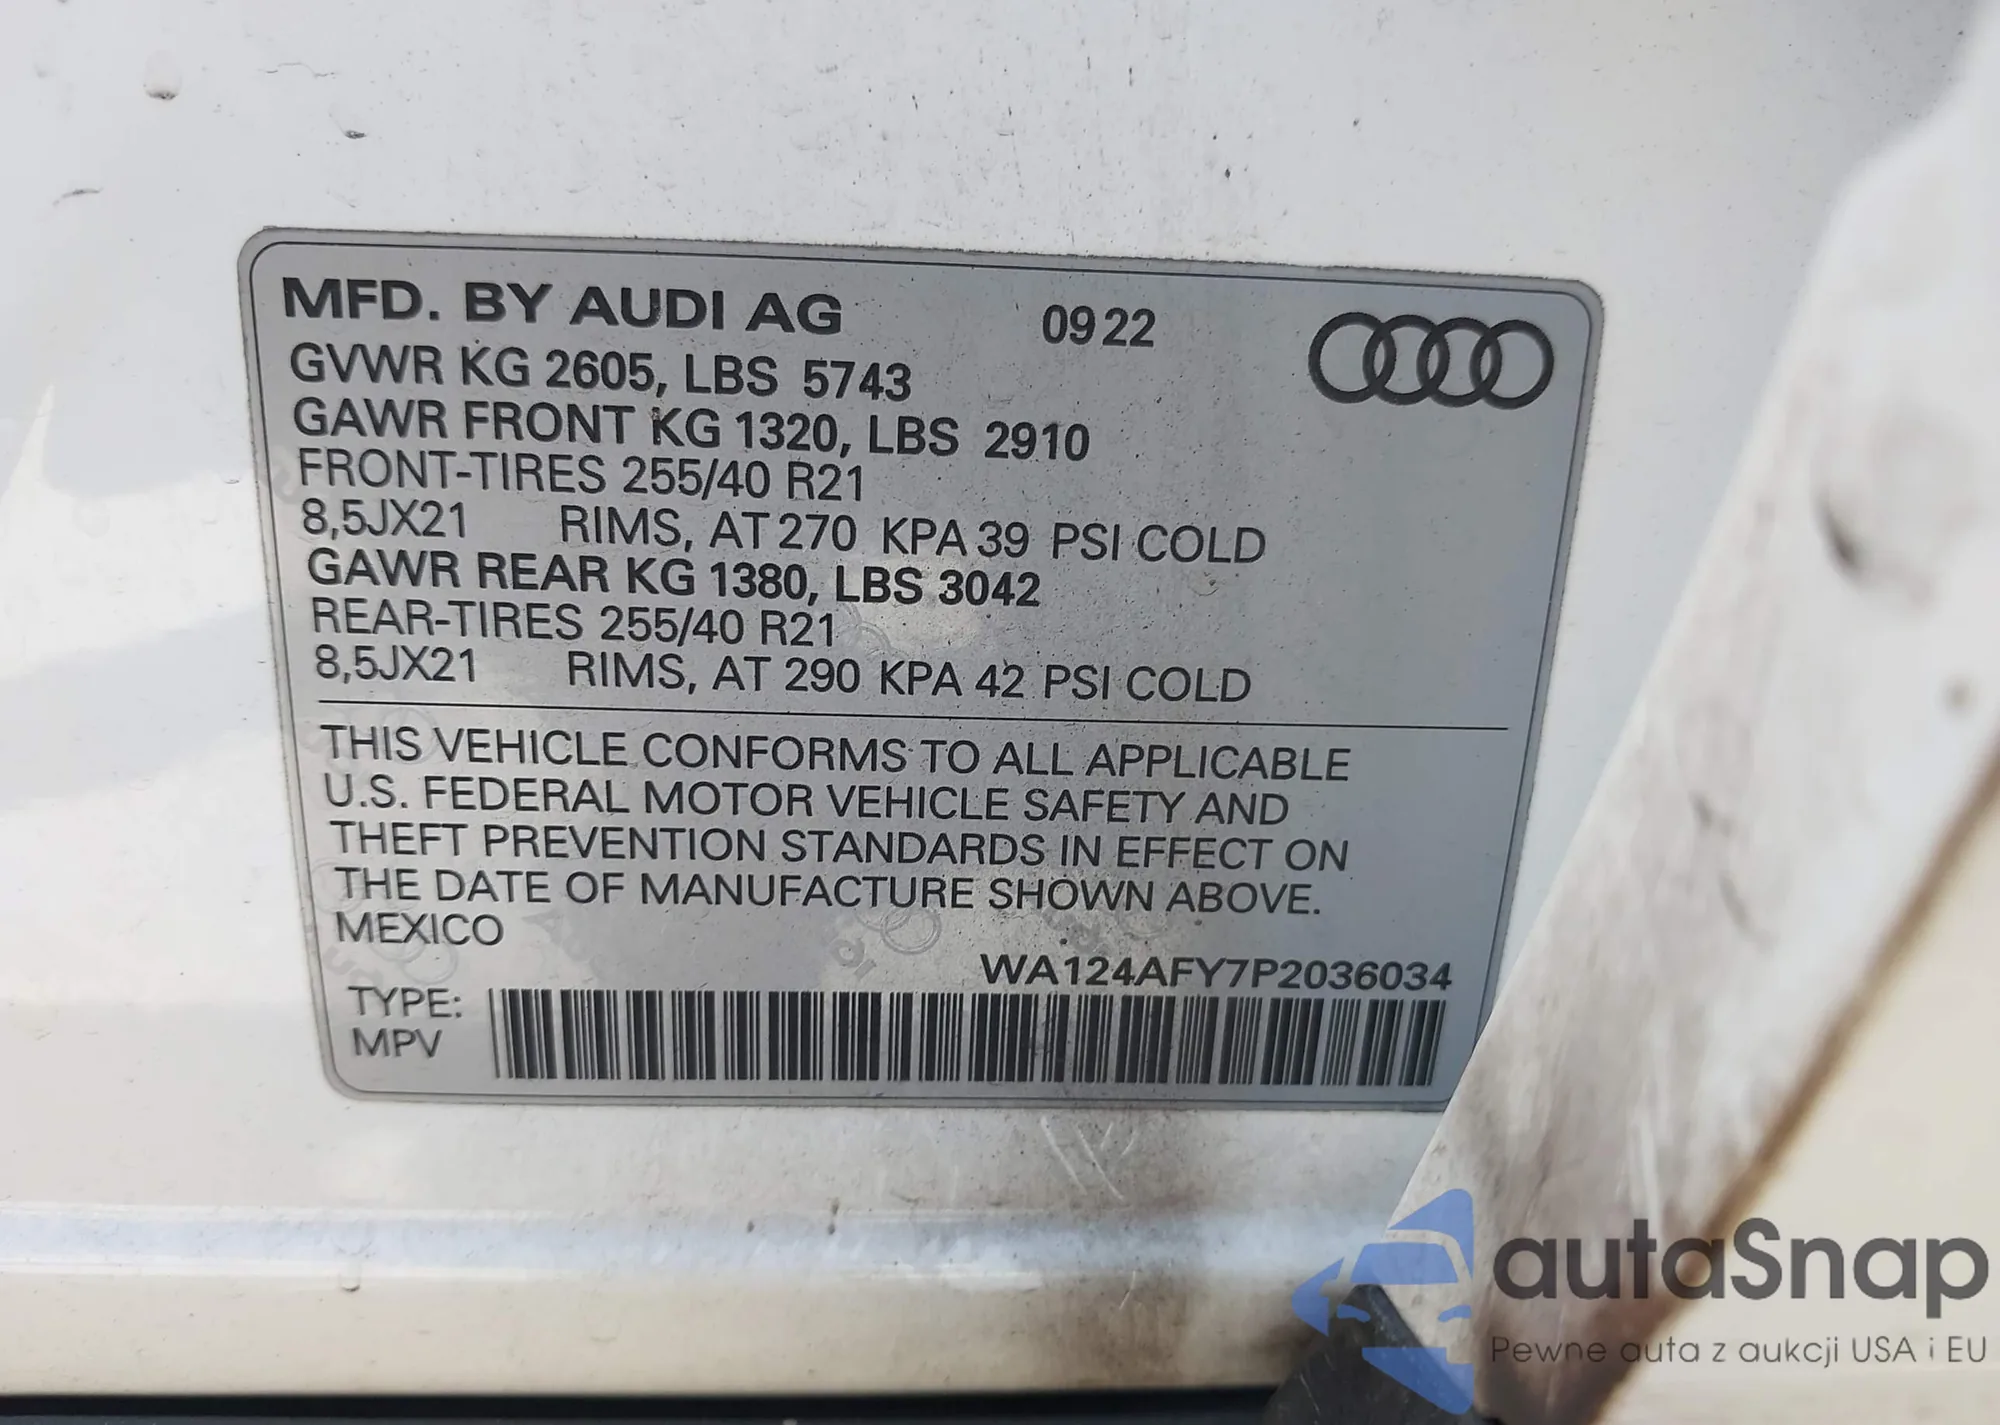 MFD. BY AUDI AG 09 22
GVWR KG 2605, LBS 5743
GAWR FRONT KG 1320, LBS 2910
FRONT-TIRES 255/40 R21
8,5JX21 RIMS, AT 270 KPA 39 PSI COLD
GAWR REAR KG 1380, LBS 3042
REAR-TIRES 255/40 R21
8,5JX21 RIMS, AT 290 KPA 42 PSI COLD
THIS VEHICLE CONFORMS TO ALL APPLICABLE
U.S. FEDERAL MOTOR VEHICLE SAFETY AND
THEFT PREVENTION STANDARDS IN EFFECT ON
THE DATE OF MANUFACTURE SHOWN ABOVE.
MEXICO
WA124AFY7P2036034
TYPE:
MPV
autaSnap
Pewne auta z aukcji USA i EU